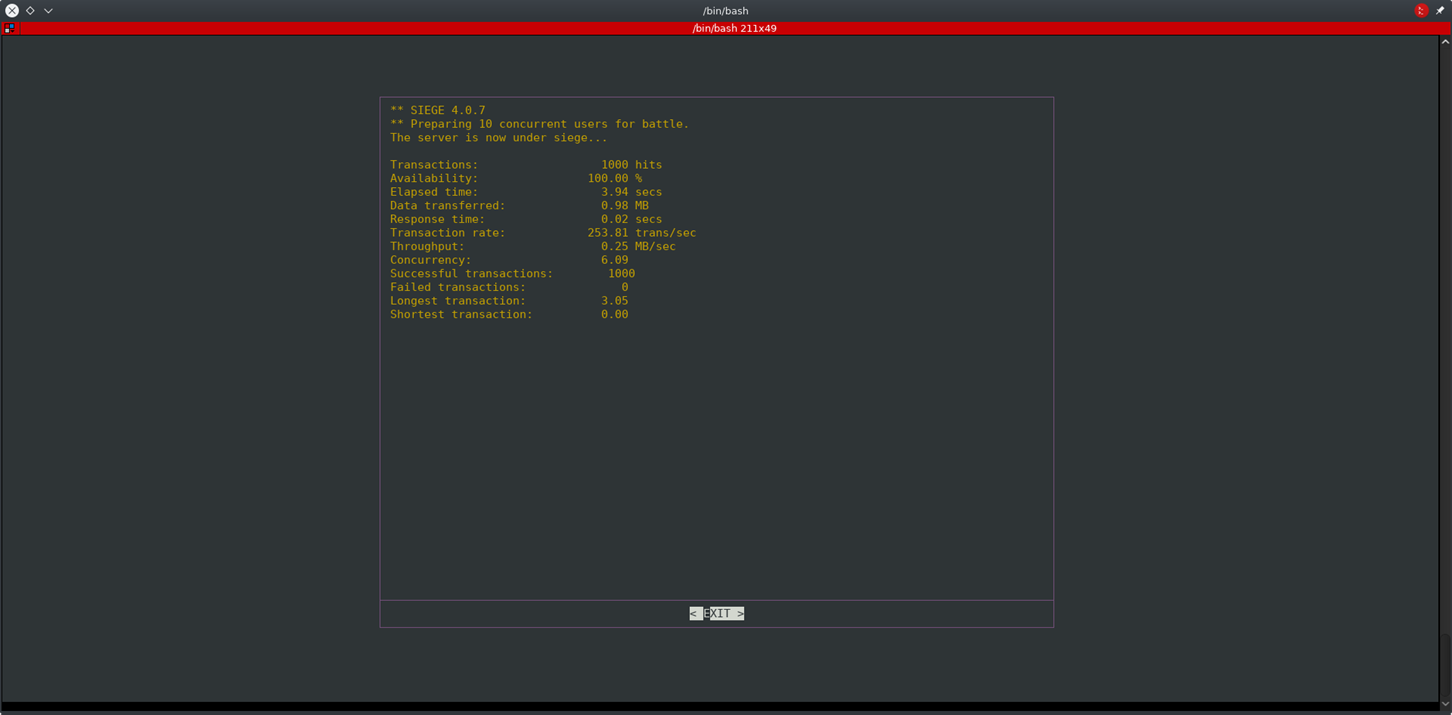 /bin/bash
/bin/bash 211x49
** SIEGE 4.0.7
** Preparing 10 concurrent users for battle.
The server is now under siege...
Transactions: 1000 hits
Availability: 100.00 %
Elapsed time: 3.94 secs
Data transferred: 0.98 MB
Response time: 0.02 secs
Transaction rate: 253.81 trans/sec
Throughput: 0.25 MB/sec
Concurrency: 6.09
Successful transactions: 1000
Failed transactions: 0
Longest transaction: 3.05
Shortest transaction: 0.00
< EXIT >